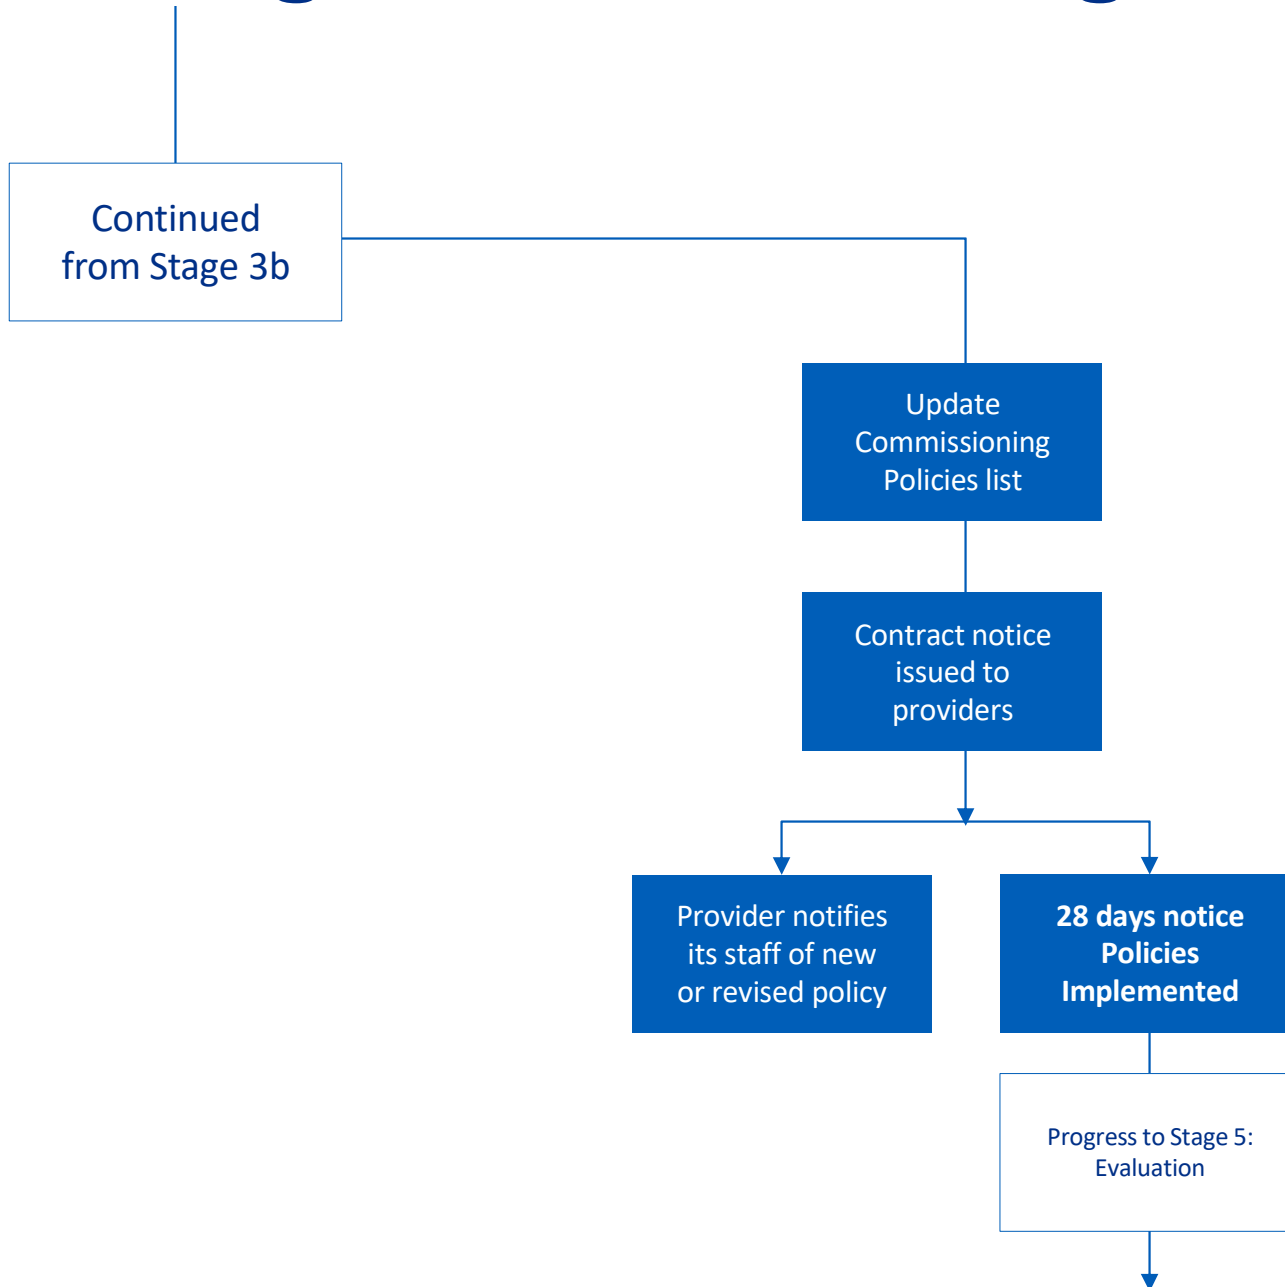 Continued
from Stage 3b
Update
Commissioning
Policies list
Contract notice
issued to
providers
Provider notifies
its staff of new
or revised policy
28 days notice
Policies
Implemented
Progress to Stage 5:
Evaluation